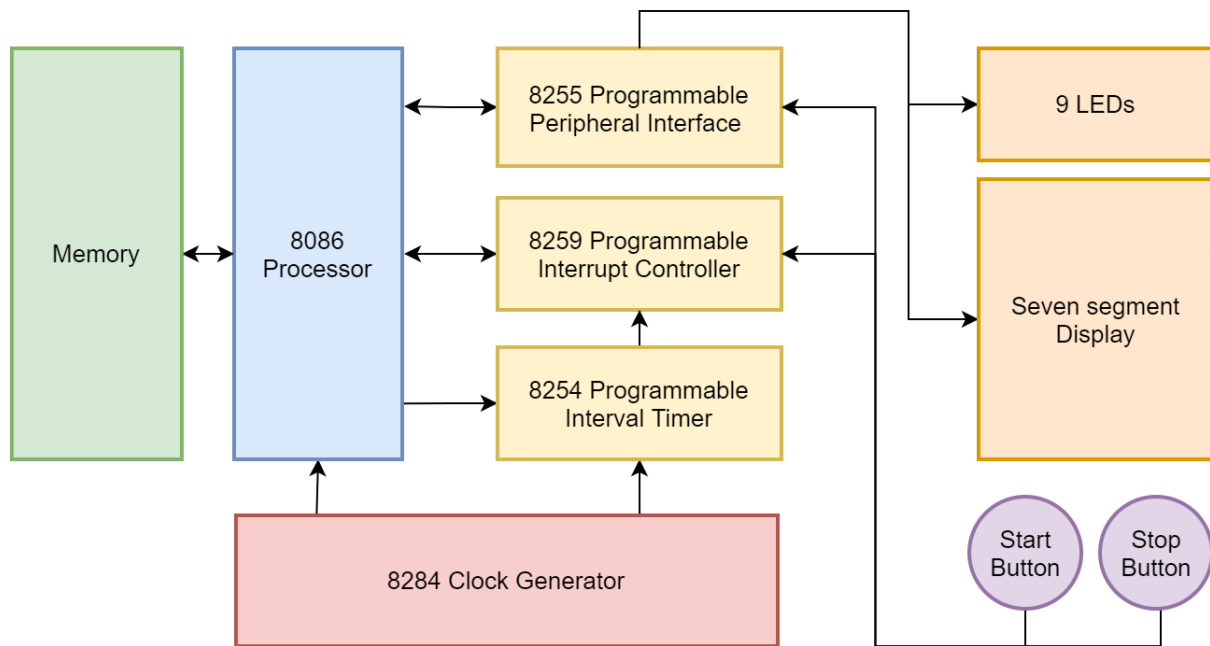 Memory
8086
Processor
8255 Programmable
Peripheral Interface
8259 Programmable
Interrupt Controller
8254 Programmable
Interval Timer
8284 Clock Generator
9 LEDs
Seven segment
Display
Start
Button
Stop
Button